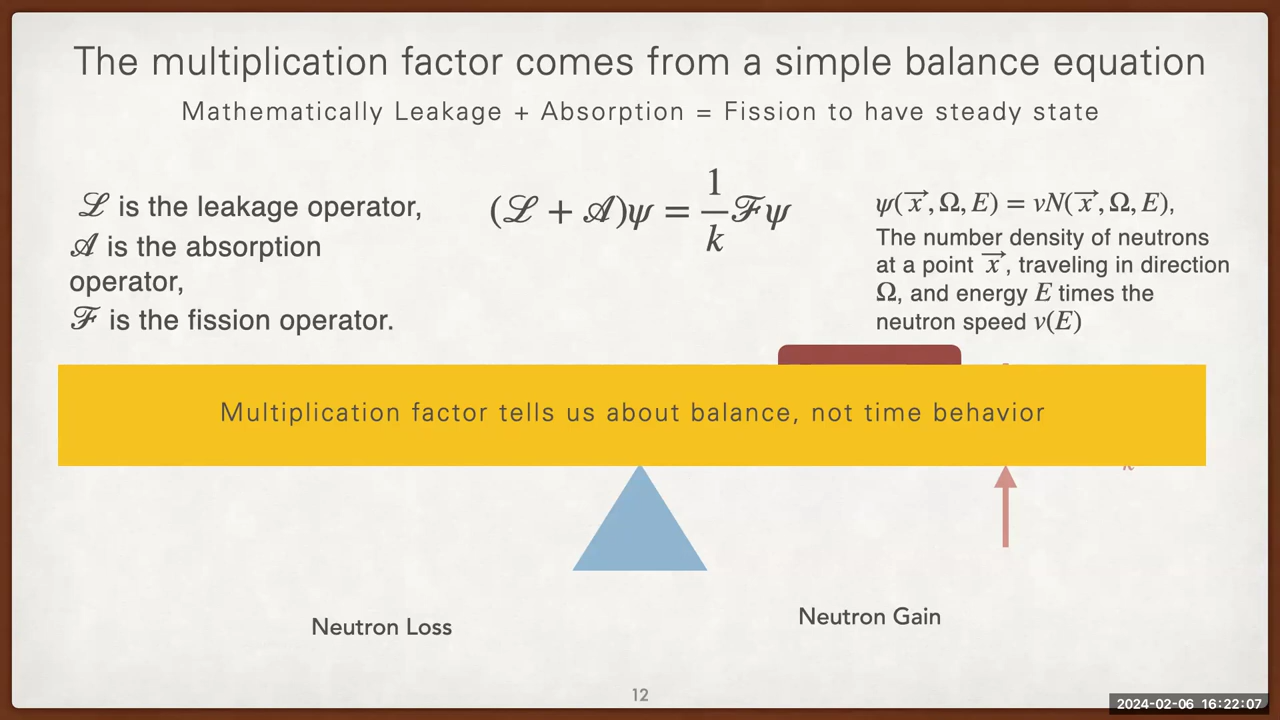 The multiplication factor comes from a simple balance equation
Mathematically Leakage + Absorption = Fission to have steady state
ℒ is the leakage operator,
𝒜 is the absorption
operator,
ℱ is the fission operator.
(ℒ + 𝒜)ψ = 1/k ℱψ
ψ(x⃗, Ω, E) = vN(x⃗, Ω, E),
The number density of neutrons
at a point x⃗, traveling in direction
Ω, and energy E times the
neutron speed v(E)
Multiplication factor tells us about balance, not time behavior
Neutron Loss
Neutron Gain
12
2024-02-06 16:22:07